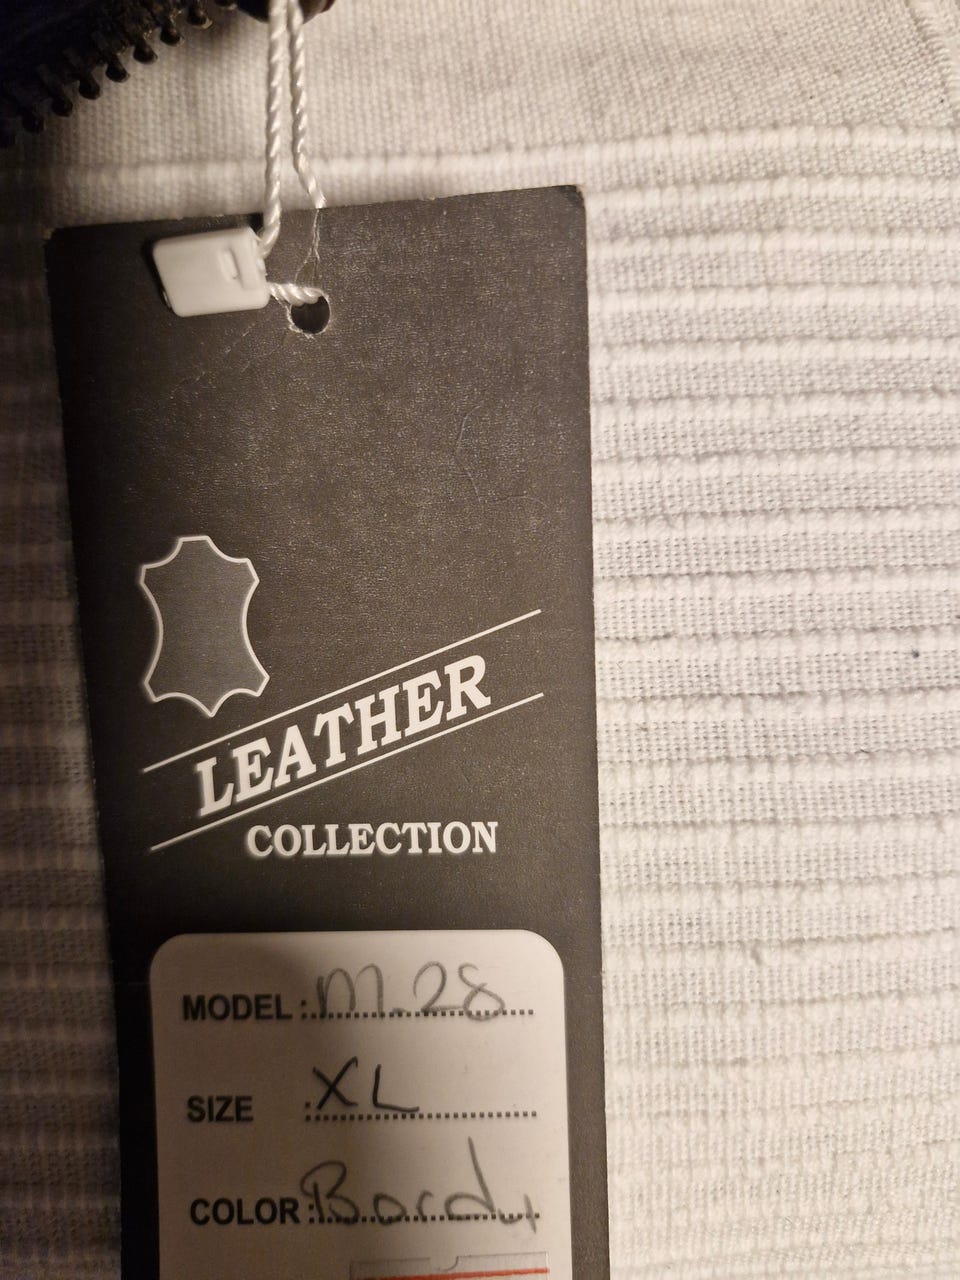 LEATHER
COLLECTION
MODEL: M-28
SIZE : XL
COLOR: Bordu